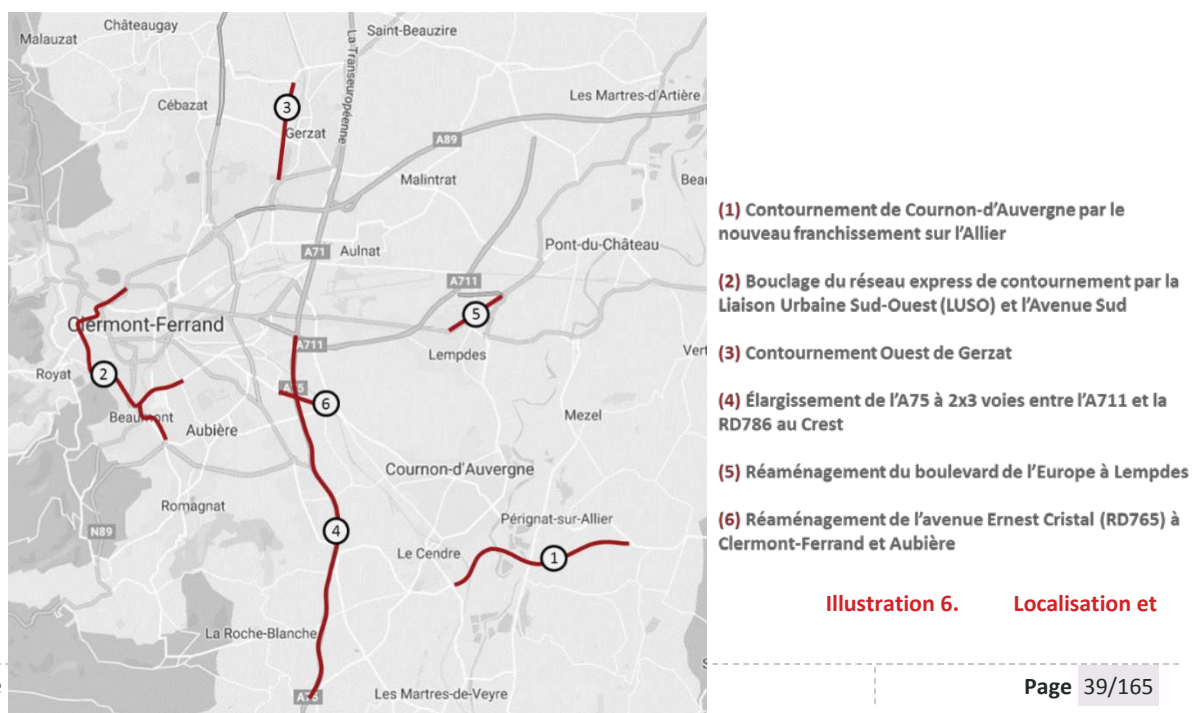 Châteaugay
Malauzat
Saint-Beauzire
La Transeuropéenne
Cébazat
3
Gerzat
Les Martres-d'Artière
A89
Malintrat
Beau
A71
Aulnat
Pont-du-Château
A711
5
Clermont-Ferrand
A711
Lempdes
Vert
Royat
2
6
Beaumont
Aubière
Mezel
Cournon-d'Auvergne
Romagnat
N89
4
Pérignat-sur-Allier
Le Cendre
1
La Roche-Blanche
A75
Les Martres-de-Veyre
(1) Contournement de Cournon-d'Auvergne par le
nouveau franchissement sur l'Allier
(2) Bouclage du réseau express de contournement par la
Liaison Urbaine Sud-Ouest (LUSO) et l'Avenue Sud
(3) Contournement Ouest de Gerzat
(4) Élargissement de l'A75 à 2x3 voies entre l'A711 et la
RD786 au Crest
(5) Réaménagement du boulevard de l'Europe à Lempdes
(6) Réaménagement de l'avenue Ernest Cristal (RD765) à
Clermont-Ferrand et Aubière
Illustration 6. Localisation et
Page 39/165